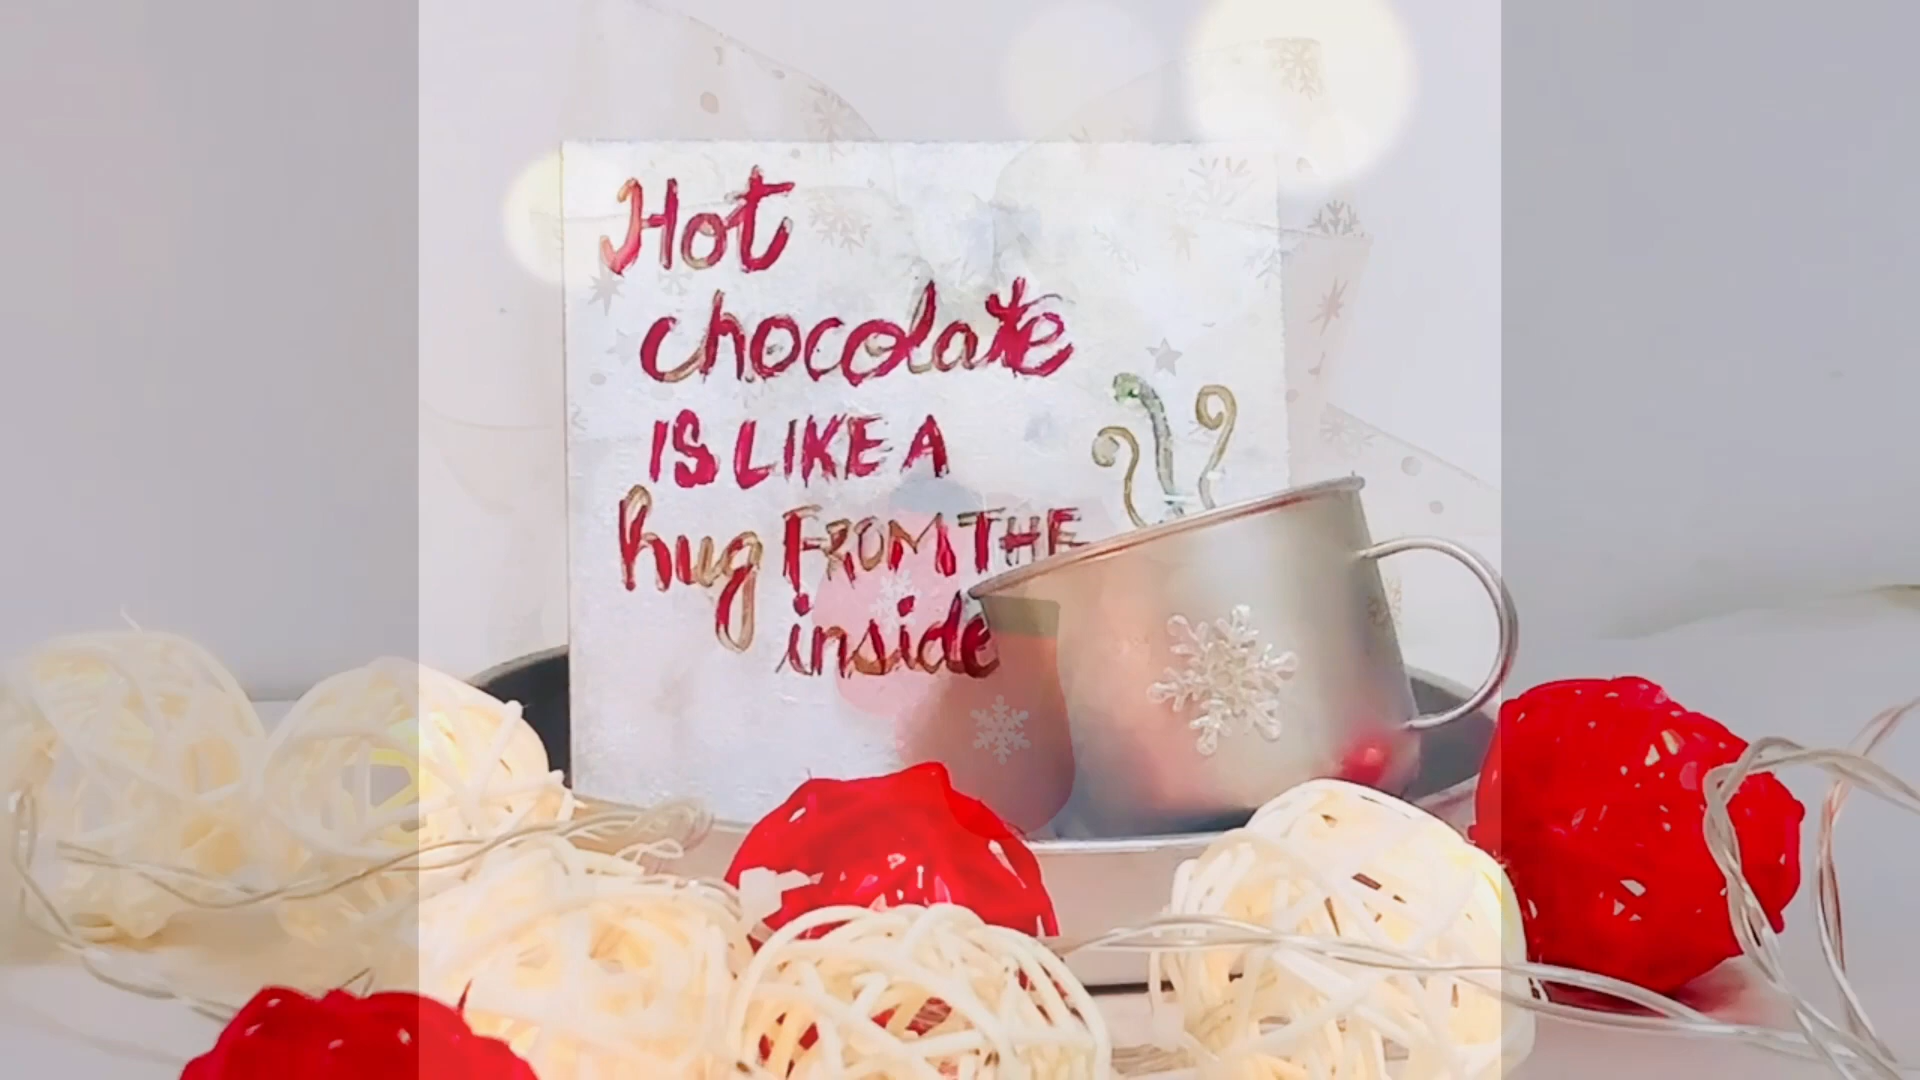 Hot
chocolate
IS LIKE A
hug FROM THE
inside